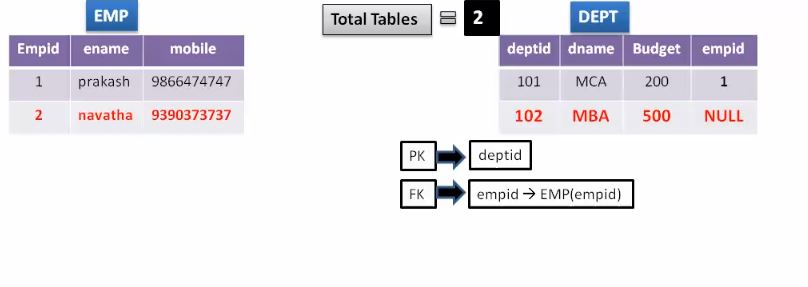 EMP
Total Tables = 2
DEPT
Empid ename mobile
1 prakash 9866474747
2 navatha 9390373737
deptid dname Budget empid
101 MCA 200 1
102 MBA 500 NULL
PK deptid
FK empid → EMP(empid)